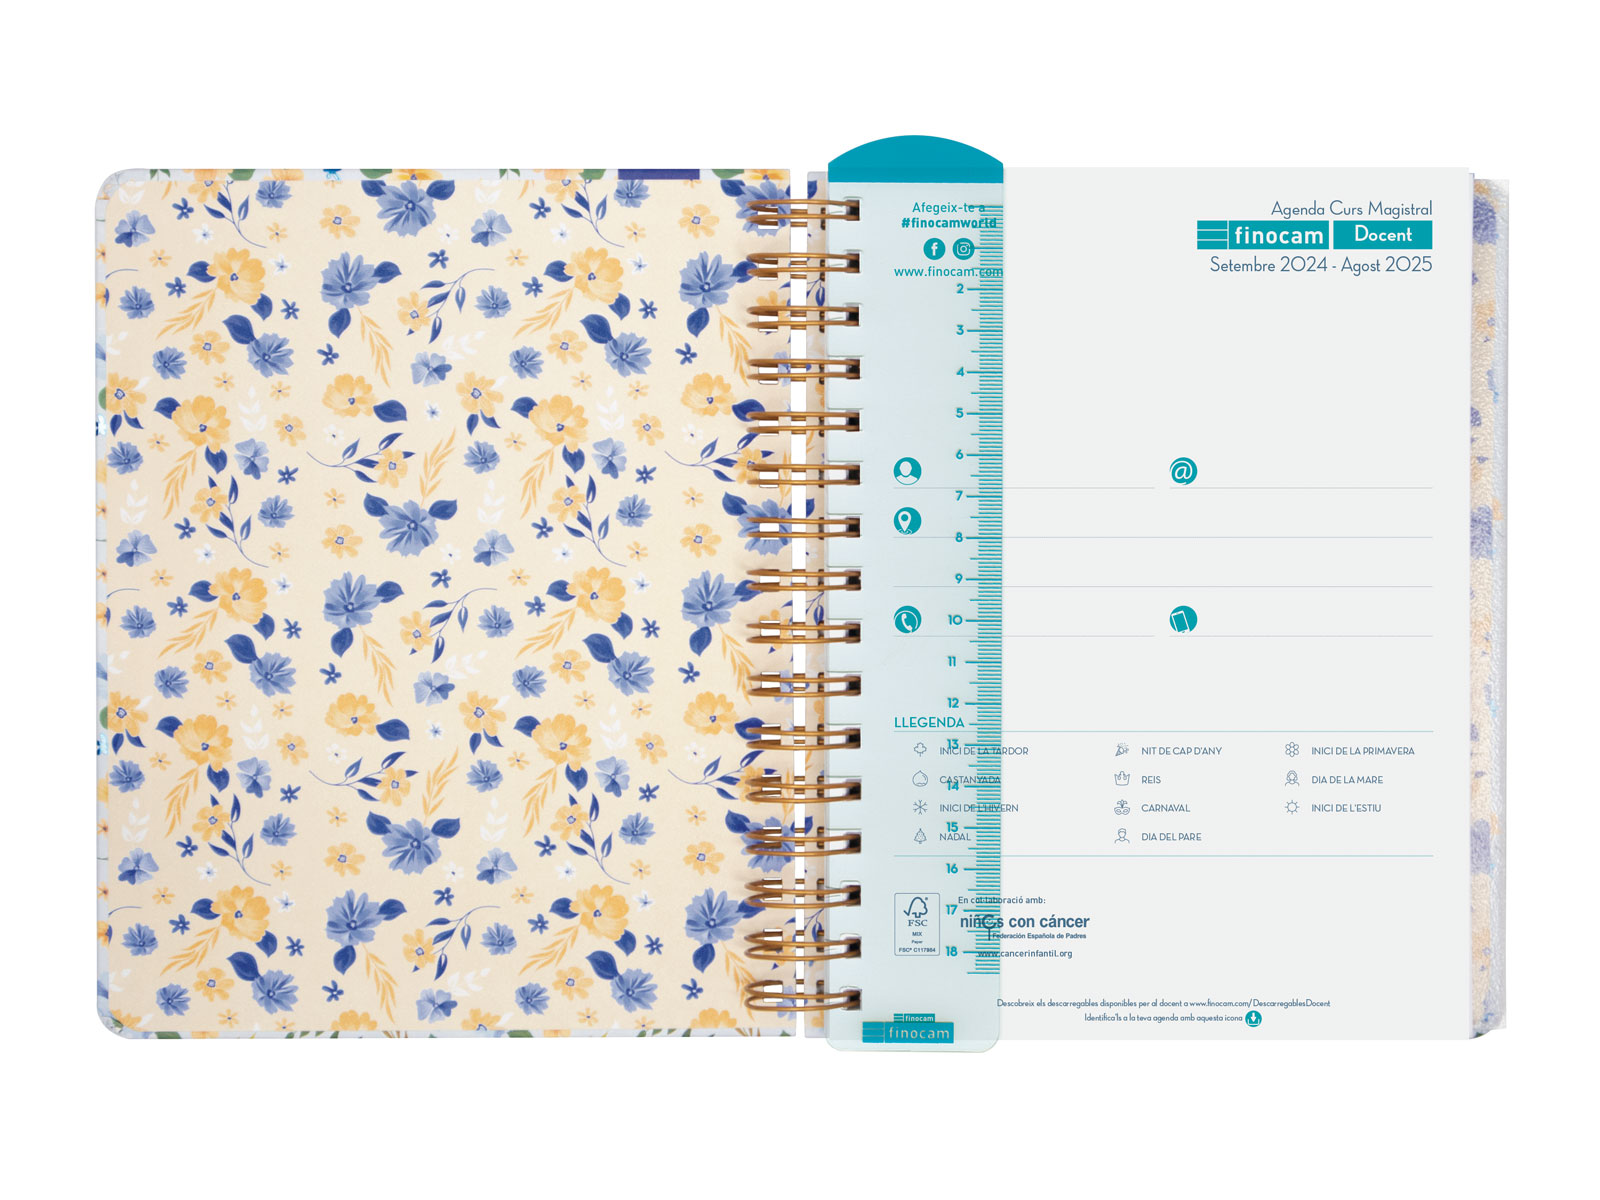 Afegeix-te a
#finocamworld
www.finocam.com
Agenda Curs Magistral
finocam Docent
Setembre 2024 - Agost 2025
2
3
4
5
6
7
8
9
10
11
12
13
14
15
16
17
18
LLEGENDA
INICI DE LA TARDOR
NIT DE CAP D'ANY
INICI DE LA PRIMAVERA
CASTANYADA
REIS
DIA DE LA MARE
INICI DE L'HIVERN
CARNAVAL
INICI DE L'ESTIU
NADAL
DIA DEL PARE
FSC
MIX
Paper
FSC® C117884
En col·laboració amb:
niños con cáncer
Federación Española de Padres
www.cancerinfantil.org
Descobreix els descarregables disponibles per al docent a www.finocam.com/DescarregablesDocent
Identifica'ls a la teva agenda amb aquesta icona
finocam
finocam